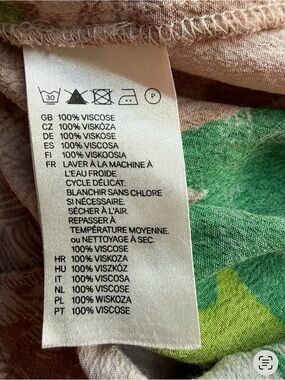 30 P
GB 100% VISCOSE
CZ 100% VISKÓZA
DE 100% VISKOSE
ES 100% VISCOSA
FI 100% VISKOOSIA
FR LAVER À LA MACHINE À
L'EAU FROIDE
CYCLE DÉLICAT.
BLANCHIR SANS CHLORE
SI NÉCESSAIRE.
SÉCHER À L'AIR.
REPASSER À
TEMPÉRATURE MOYENNE.
ou NETTOYAGE À SEC.
100% VISCOSE
HR 100% VISKOZA
HU 100% VISZKÓZ
IT 100% VISCOSA
NL 100% VISCOSE
PL 100% WISKOZA
PT 100% VISCOSE